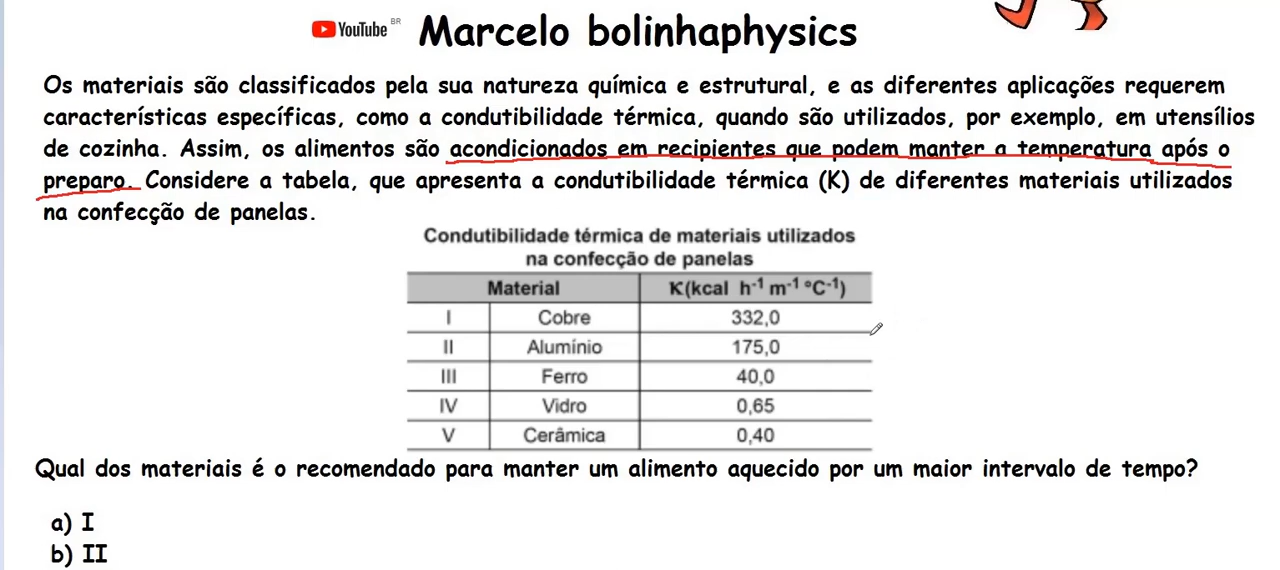 YouTube BR Marcelo bolinhaphysics
Os materiais são classificados pela sua natureza química e estrutural, e as diferentes aplicações requerem
características específicas, como a condutibilidade térmica, quando são utilizados, por exemplo, em utensílios
de cozinha. Assim, os alimentos são acondicionados em recipientes que podem manter a temperatura após o
preparo. Considere a tabela, que apresenta a condutibilidade térmica (K) de diferentes materiais utilizados
na confecção de panelas.
Condutibilidade térmica de materiais utilizados
na confecção de panelas
Material K(kcal h⁻¹ m⁻¹ °C⁻¹)
I Cobre 332,0
II Alumínio 175,0
III Ferro 40,0
IV Vidro 0,65
V Cerâmica 0,40
Qual dos materiais é o recomendado para manter um alimento aquecido por um maior intervalo de tempo?
a) I
b) II